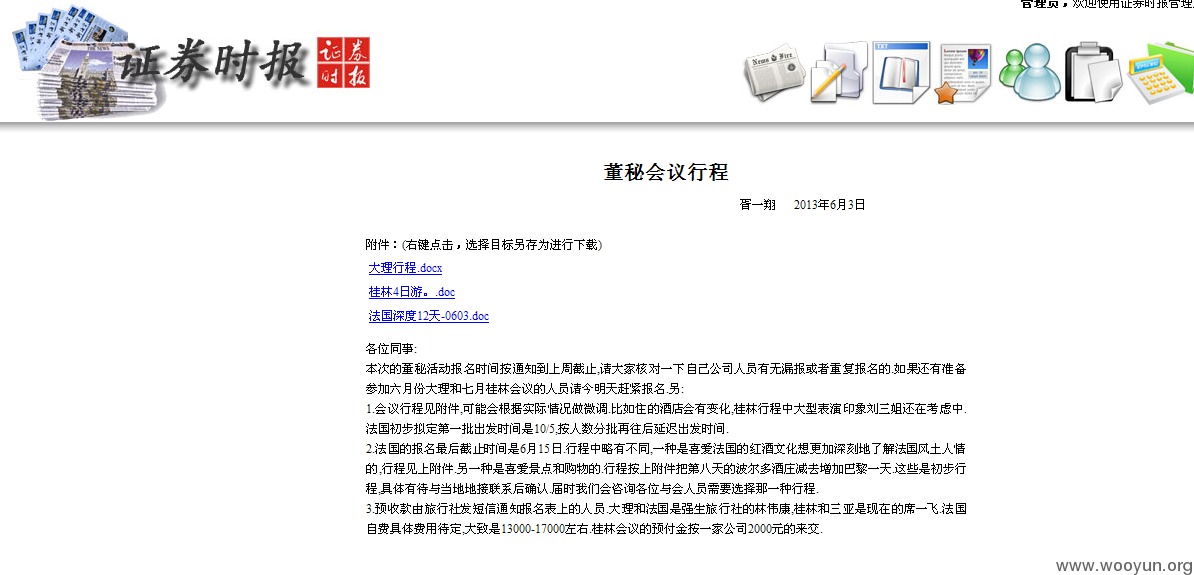 管理员，欢迎使用证券时报管理
证券时报
证券
时报
董秘会议行程
胥一翔 2013年6月3日
附件：(右键点击，选择目标另存为进行下载)
大理行程.docx
桂林4日游。.doc
法国深度12天-0603.doc
各位同事:
本次的董秘活动报名时间按通知到上周截止,请大家核对一下自己公司人员有无漏报或者重复报名的.如果还有准备
参加六月份大理和七月桂林会议的人员请今明天赶紧报名.另:
1.会议行程见附件,可能会根据实际情况做微调.比如住的酒店会有变化,桂林行程中大型表演印象刘三姐还在考虑中.
法国初步拟定第一批出发时间是10/5,按人数分批再往后延迟出发时间.
2.法国的报名最后截止时间是6月15日.行程中略有不同,一种是喜爱法国的红酒文化想更加深刻地了解法国风土人情
的,行程见上附件.另一种是喜爱景点和购物的.行程按上附件把第八天的波尔多酒庄减去增加巴黎一天.这些是初步行
程,具体有待与当地地接联系后确认.届时我们会咨询各位与会人员需要选择那一种行程.
3.预收款由旅行社发短信通知报名表上的人员.大理和法国是强生旅行社的林伟康,桂林和三亚是现在的席一飞.法国
自费具体费用待定,大致是13000-17000左右.桂林会议的预付金按一家公司2000元的来交.
www.wooyun.org